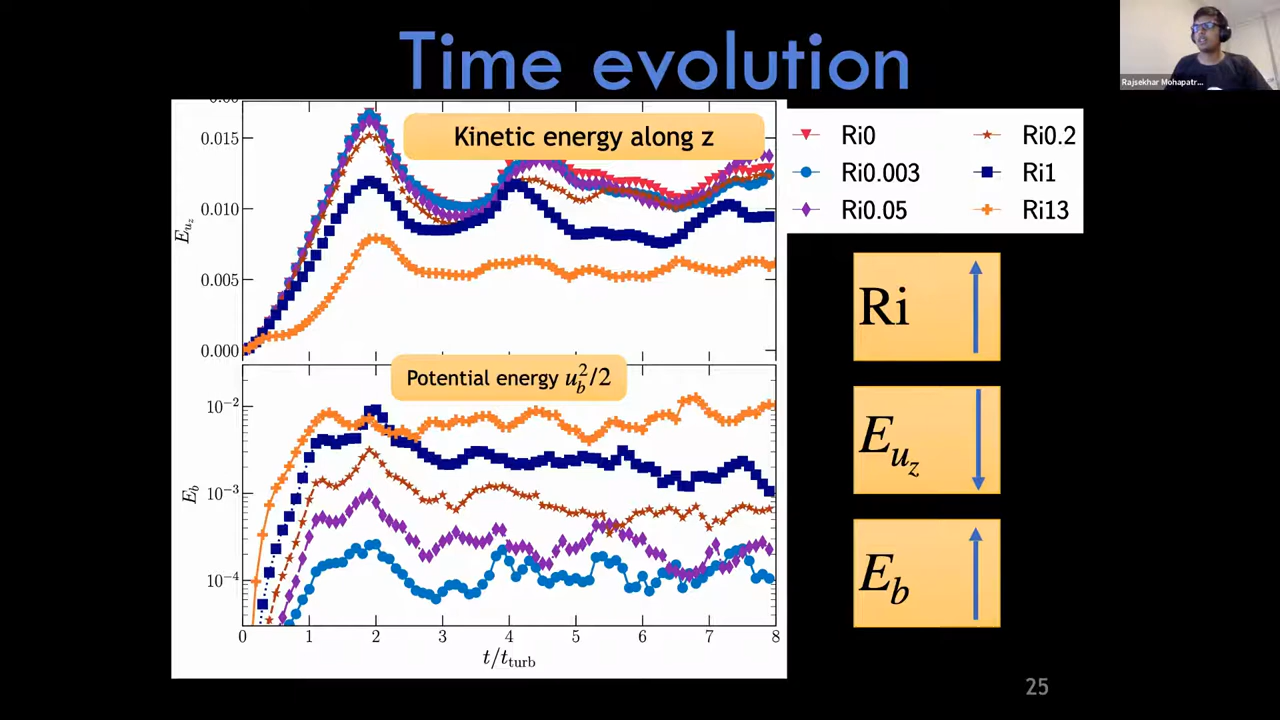 Time evolution
Rajsekhar Mohapatr...
Kinetic energy along z
0.015
0.010
0.005
0.000
E_{u_z}
Ri0
Ri0.003
Ri0.05
Ri0.2
Ri1
Ri13
Potential energy u_b^2/2
10^{-2}
10^{-3}
10^{-4}
E_b
0 1 2 3 4 5 6 7 8
t/t_{turb}
Ri
E_{u_z}
E_b
25